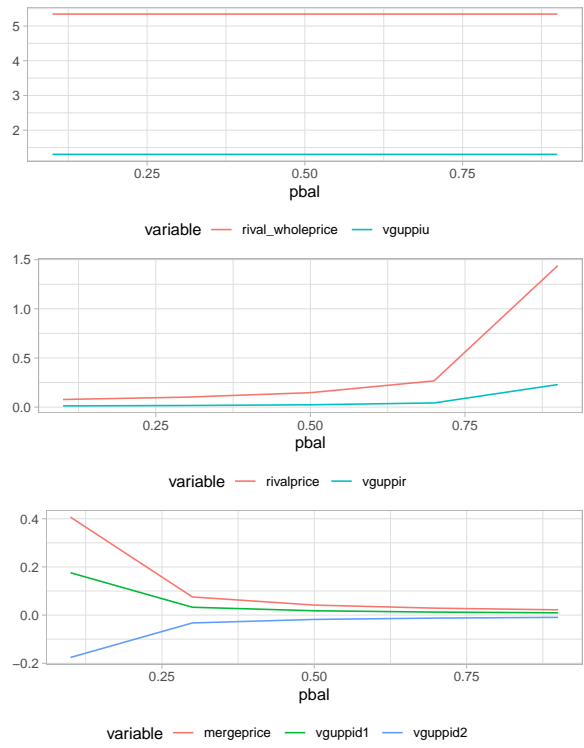 5
4
3
2
0.25 0.50 0.75
pbal
variable rival_wholeprice vguppiu
1.5
1.0
0.5
0.0
0.25 0.50 0.75
pbal
variable rivalprice vguppir
0.4
0.2
0.0
−0.2
0.25 0.50 0.75
pbal
variable mergeprice vguppid1 vguppid2